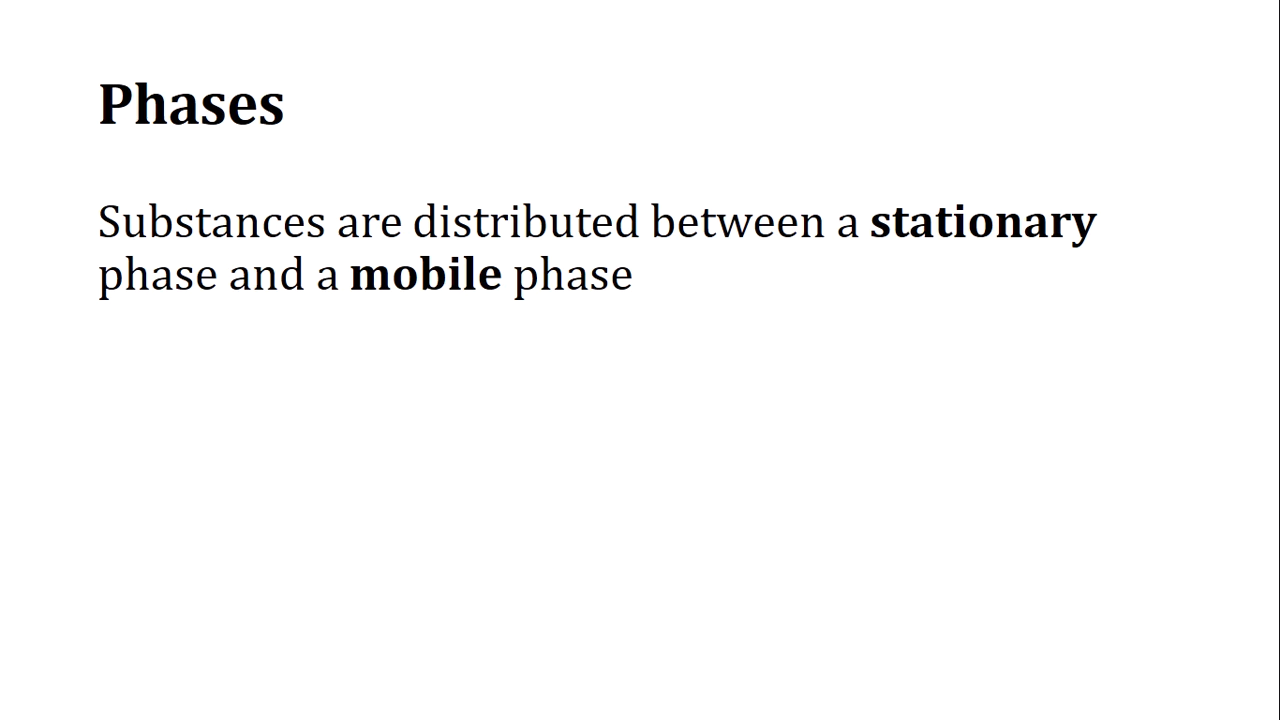 Phases
Substances are distributed between a stationary
phase and a mobile phase